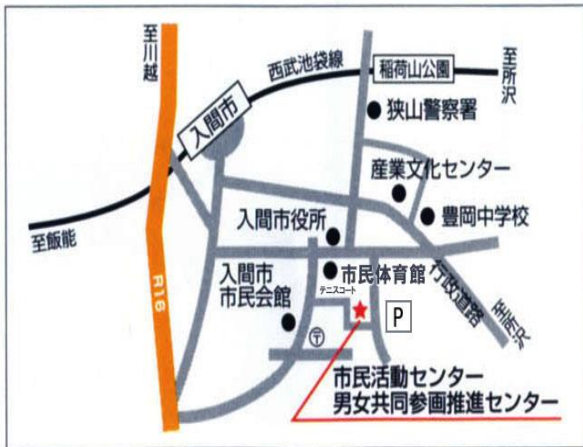 至川越
西武池袋線
稲荷山公園
至所沢
入間市
狭山警察署
産業文化センター
豊岡中学校
至飯能
入間市役所
市民体育館
テニスコート
行政道路
至所沢
R16
入間市
市民会館
〒
P
市民活動センター
男女共同参画推進センター